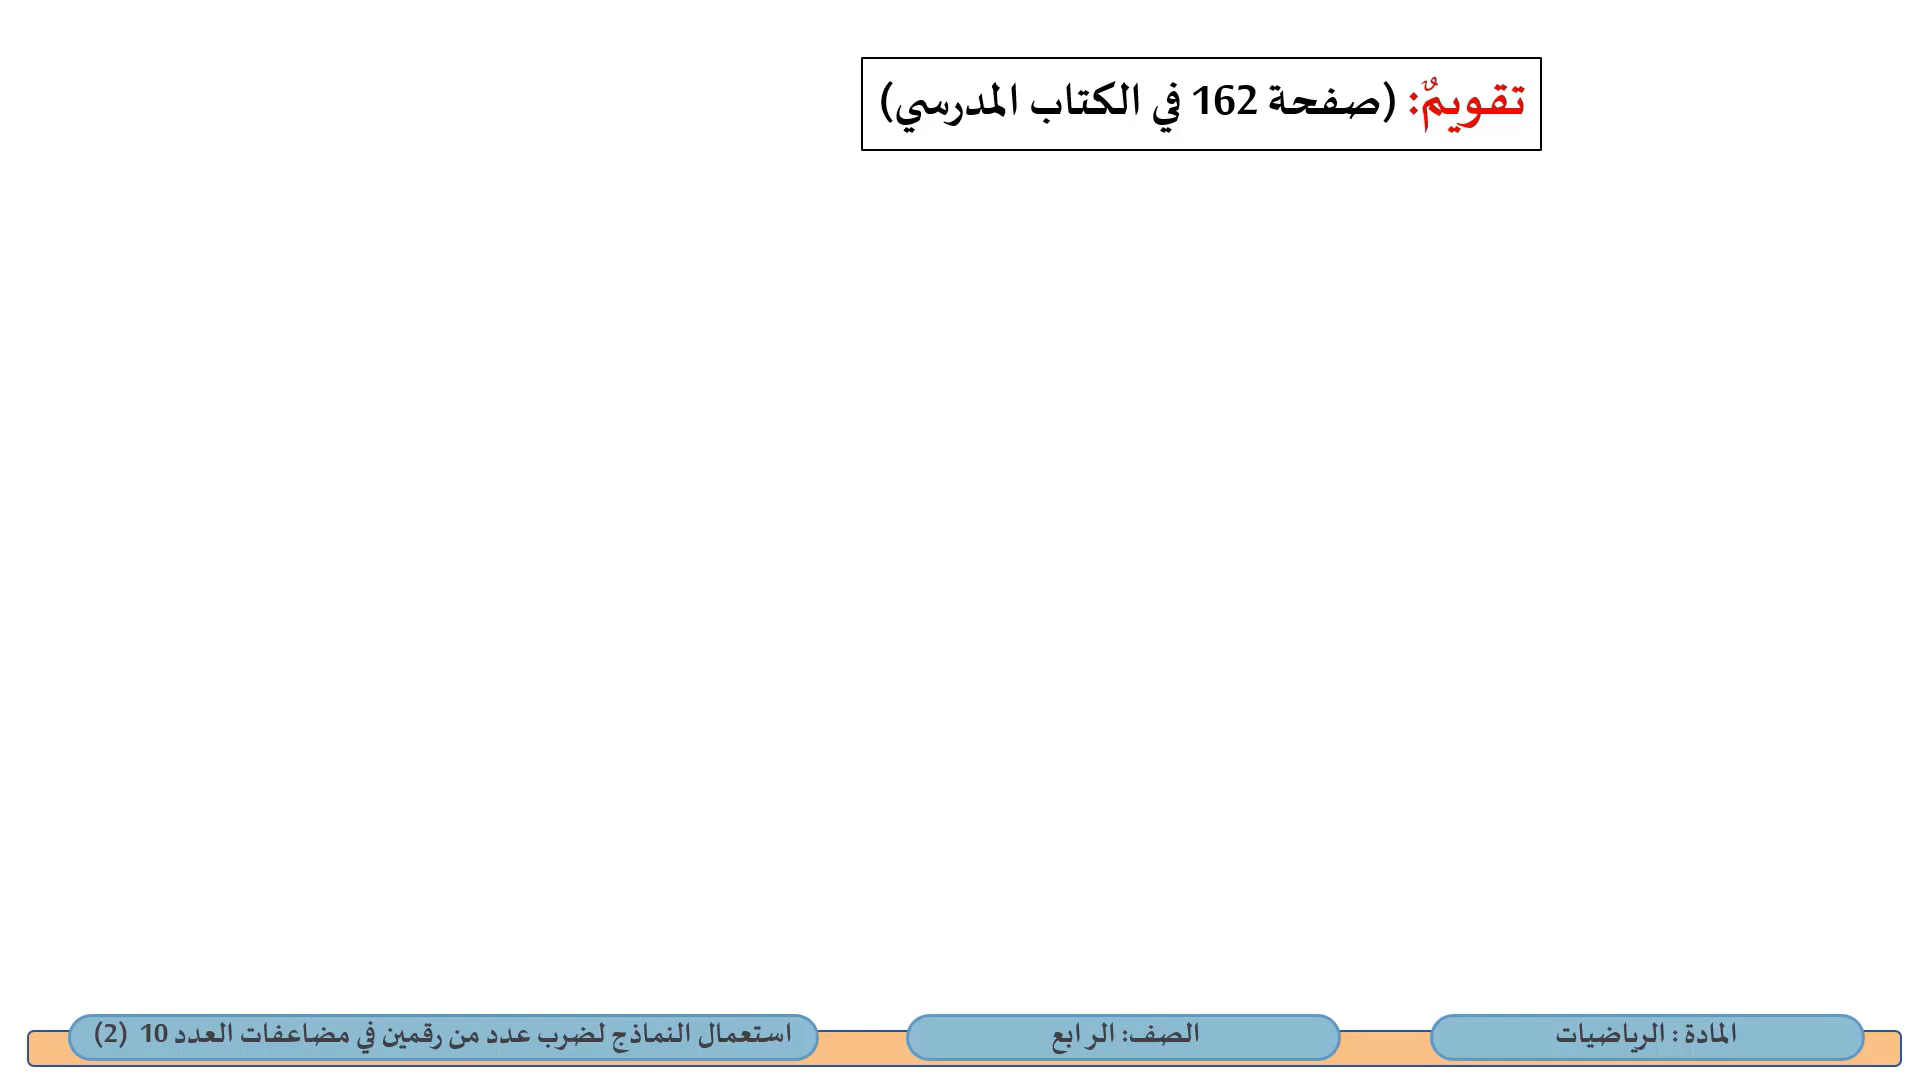 تقويمٌ: (صفحة 162 في الكتاب المدرسي)
المادة : الرياضيات
الصف: الرابع
استعمال النماذج لضرب عدد من رقمين في مضاعفات العدد 10 (2)